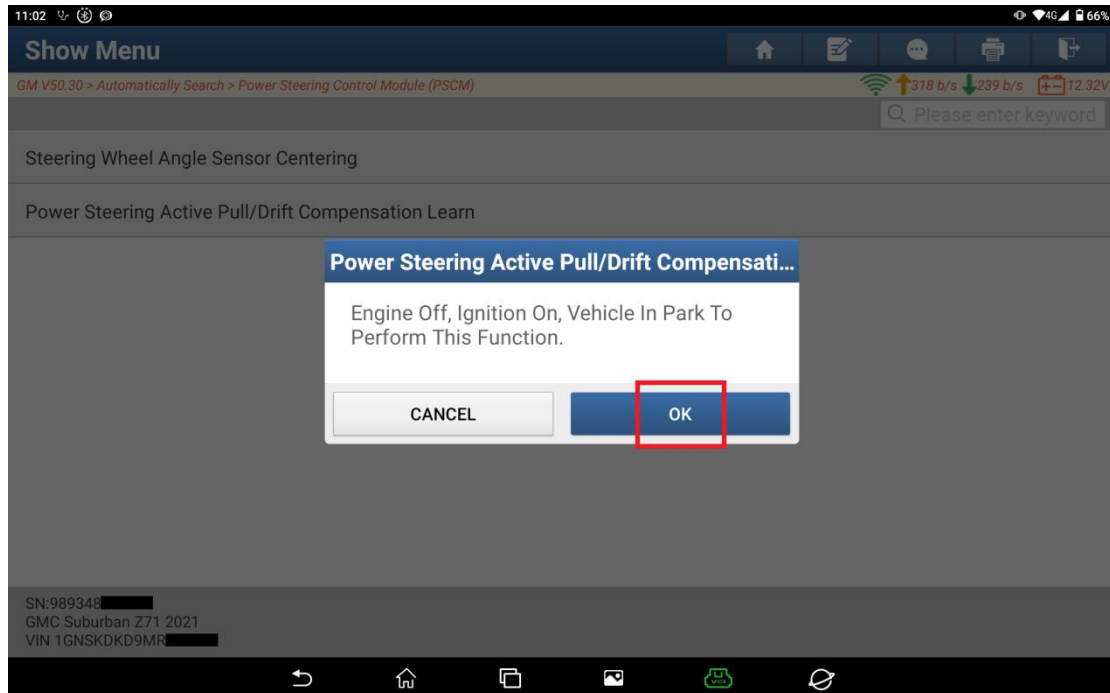 11:02
4G 66%
Show Menu
GM V50.30 > Automatically Search > Power Steering Control Module (PSCM)
318 b/s 239 b/s 12.32V
Please enter keyword
Steering Wheel Angle Sensor Centering
Power Steering Active Pull/Drift Compensation Learn
Power Steering Active Pull/Drift Compensati...
Engine Off, Ignition On, Vehicle In Park To
Perform This Function.
CANCEL
OK
SN:989348
GMC Suburban Z71 2021
VIN 1GNSKDKD9MR
VCI